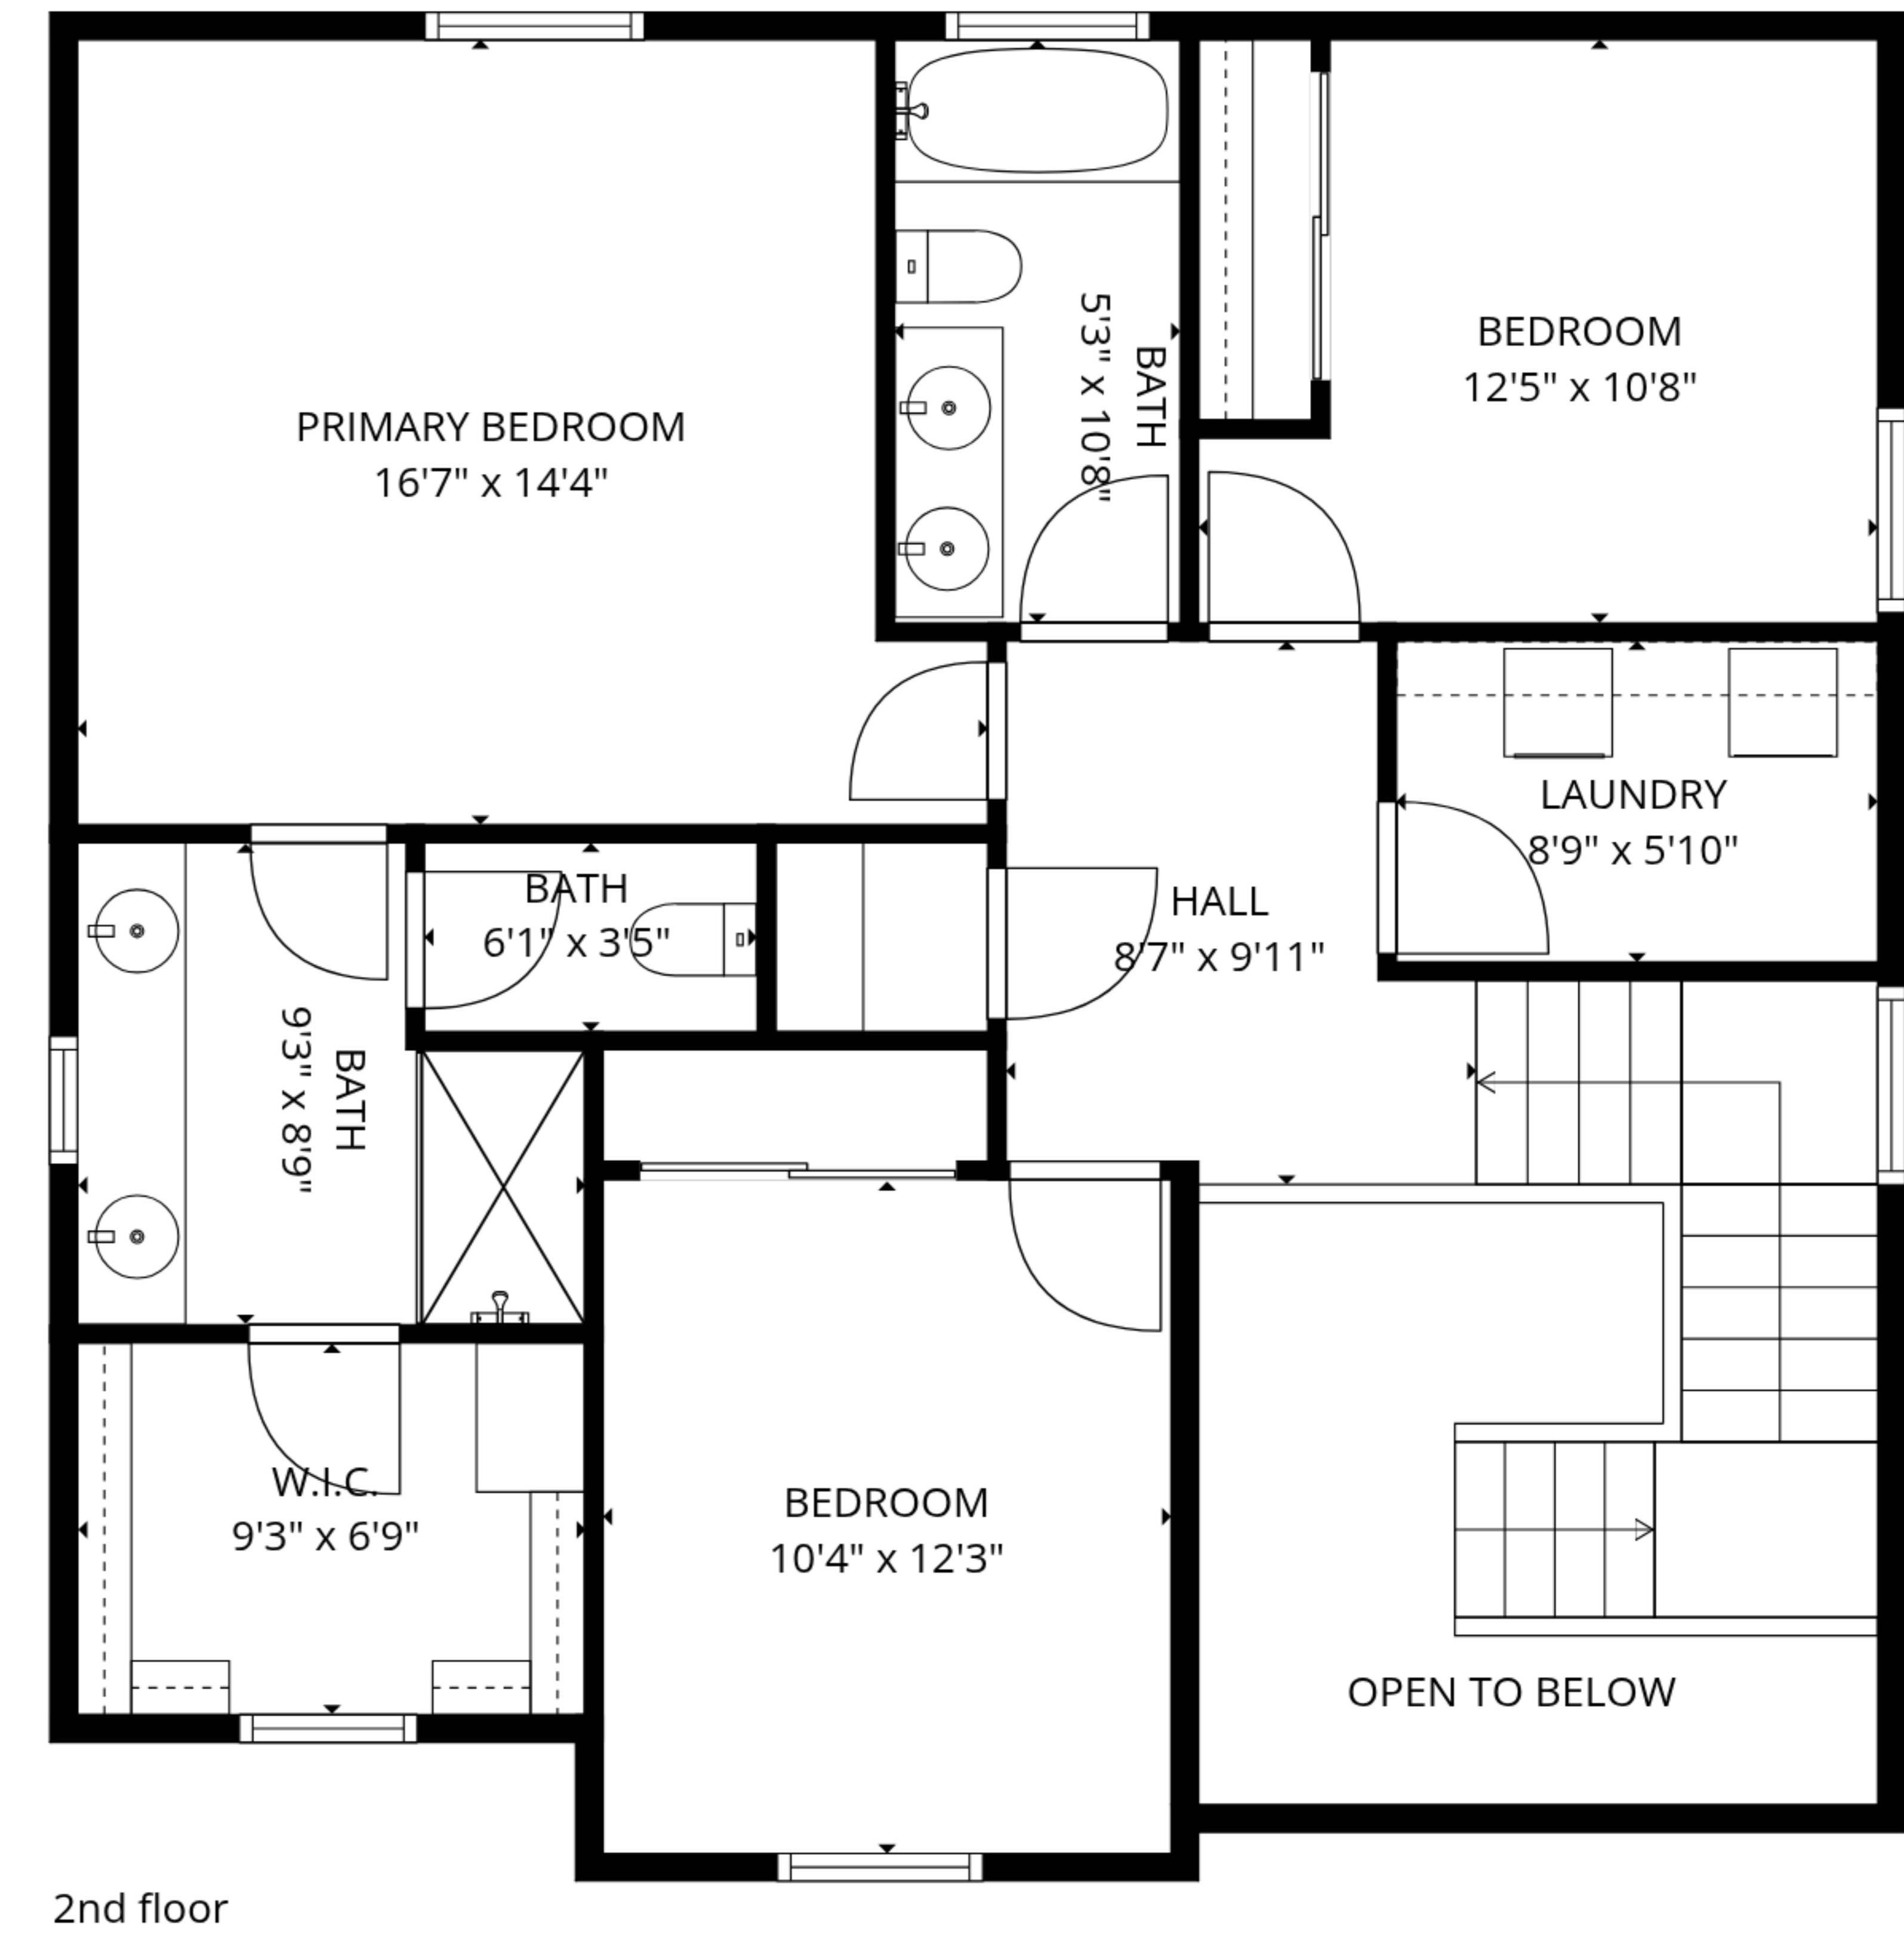 PRIMARY BEDROOM
16'7" x 14'4"
BATH
5'3" x 10'8"
BEDROOM
12'5" x 10'8"
LAUNDRY
8'9" x 5'10"
BATH
6'1" x 3'5"
HALL
8'7" x 9'11"
BATH
9'3" x 8'9"
W.I.C.
9'3" x 6'9"
BEDROOM
10'4" x 12'3"
OPEN TO BELOW
2nd floor